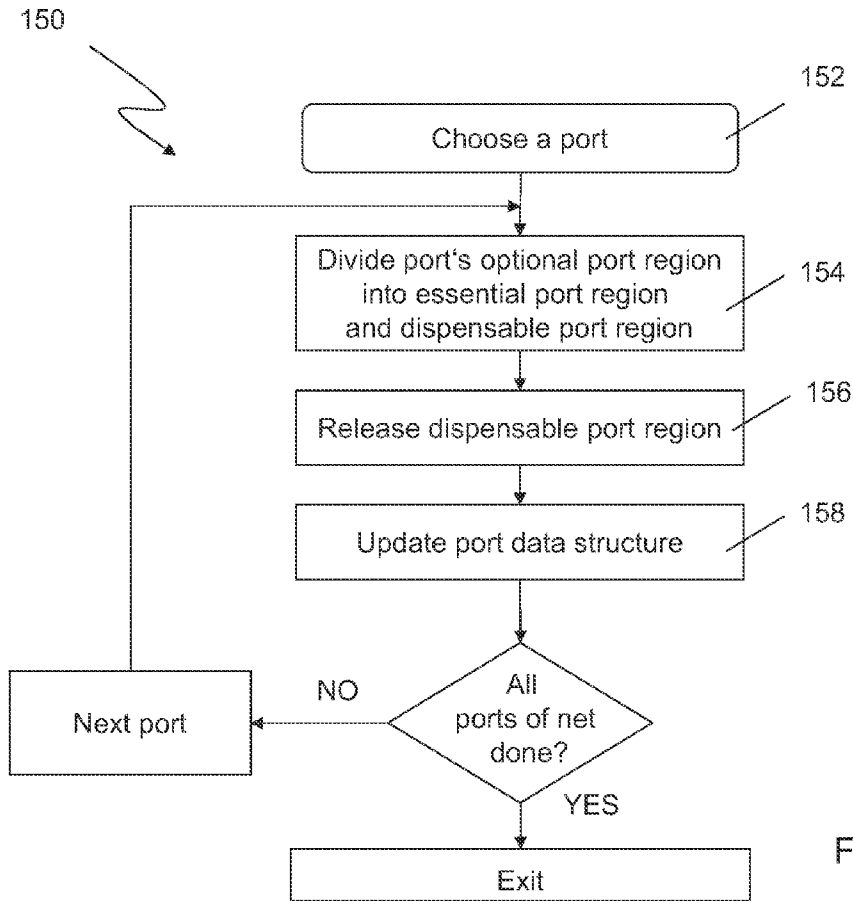 150
152
Choose a port
Divide port's optional port region
into essential port region
and dispensable port region
154
156
Release dispensable port region
158
Update port data structure
All
ports of net
done?
NO
Next port
YES
Exit
F